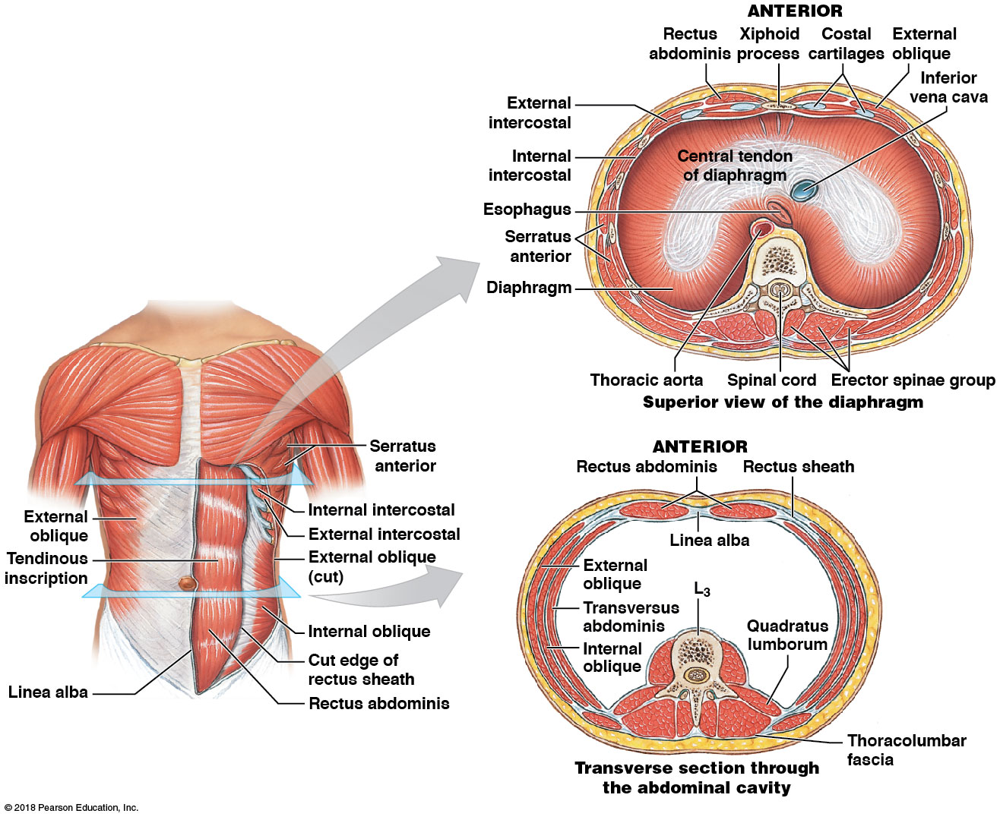 ANTERIOR
Rectus
abdominis
Xiphoid
process
Costal
cartilages
External
oblique
Inferior
vena cava
External
intercostal
Internal
intercostal
Central tendon
of diaphragm
Esophagus
Serratus
anterior
Diaphragm
Thoracic aorta
Spinal cord
Erector spinae group
Superior view of the diaphragm
Serratus
anterior
Internal intercostal
External intercostal
External oblique
(cut)
External
oblique
Tendinous
inscription
Internal oblique
Cut edge of
rectus sheath
Linea alba
Rectus abdominis
ANTERIOR
Rectus abdominis
Rectus sheath
Linea alba
External
oblique
L3
Transversus
abdominis
Quadratus
lumborum
Internal
oblique
Thoracolumbar
fascia
Transverse section through
the abdominal cavity
© 2018 Pearson Education, Inc.